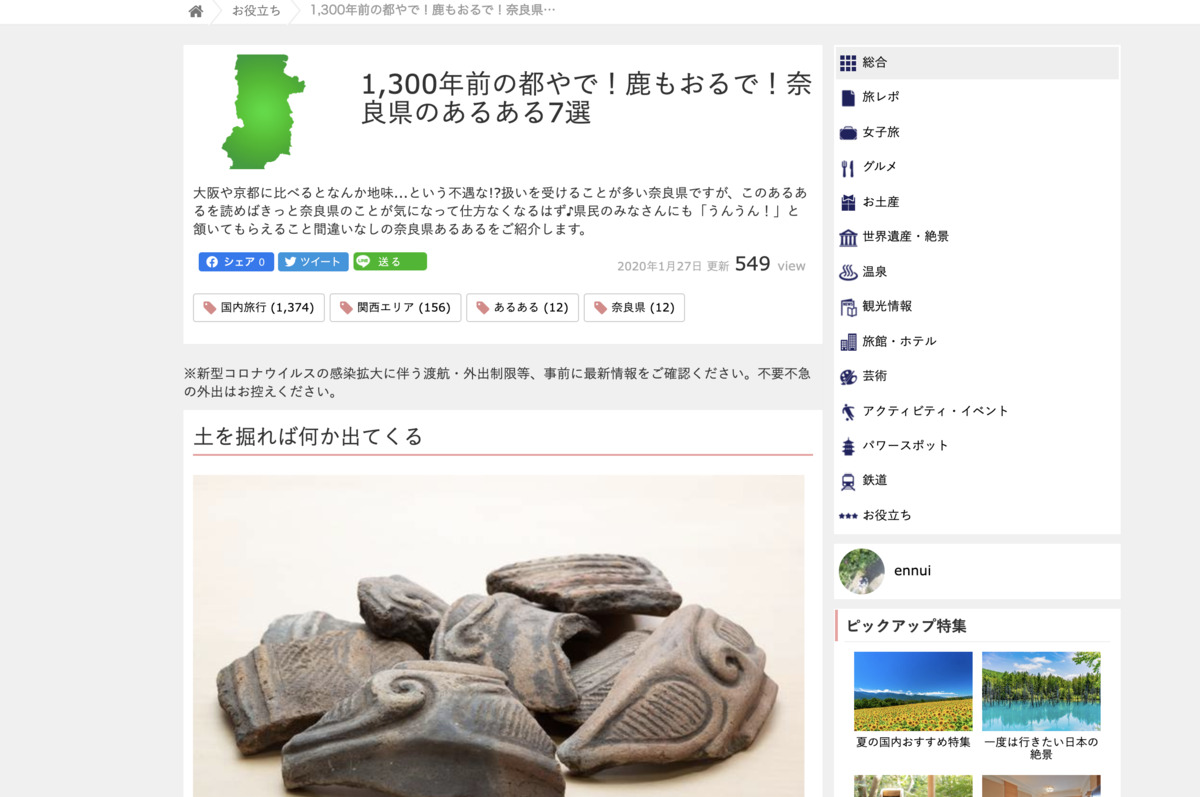 お役立ち
1,300年前の都やで！鹿もおるで！奈良県…
1,300年前の都やで！鹿もおるで！奈
良県のあるある7選
大阪や京都に比べるとなんか地味…という不遇な!?扱いを受けることが多い奈良県ですが、このあるあ
るを読めばきっと奈良県のことが気になって仕方なくなるはず♪県民のみなさんにも「うんうん！」と
頷いてもらえること間違いなしの奈良県あるあるをご紹介します。
シェア 0
ツイート
LINE 送る
2020年1月27日 更新 549 view
国内旅行 (1,374)
関西エリア (156)
あるある (12)
奈良県 (12)
※新型コロナウイルスの感染拡大に伴う渡航・外出制限等、事前に最新情報をご確認ください。不要不急
の外出はお控えください。
土を掘れば何か出てくる
総合
旅レポ
女子旅
グルメ
お土産
世界遺産・絶景
温泉
観光情報
旅館・ホテル
芸術
アクティビティ・イベント
パワースポット
鉄道
お役立ち
ennui
ピックアップ特集
夏の国内おすすめ特集
一度は行きたい日本の
絶景